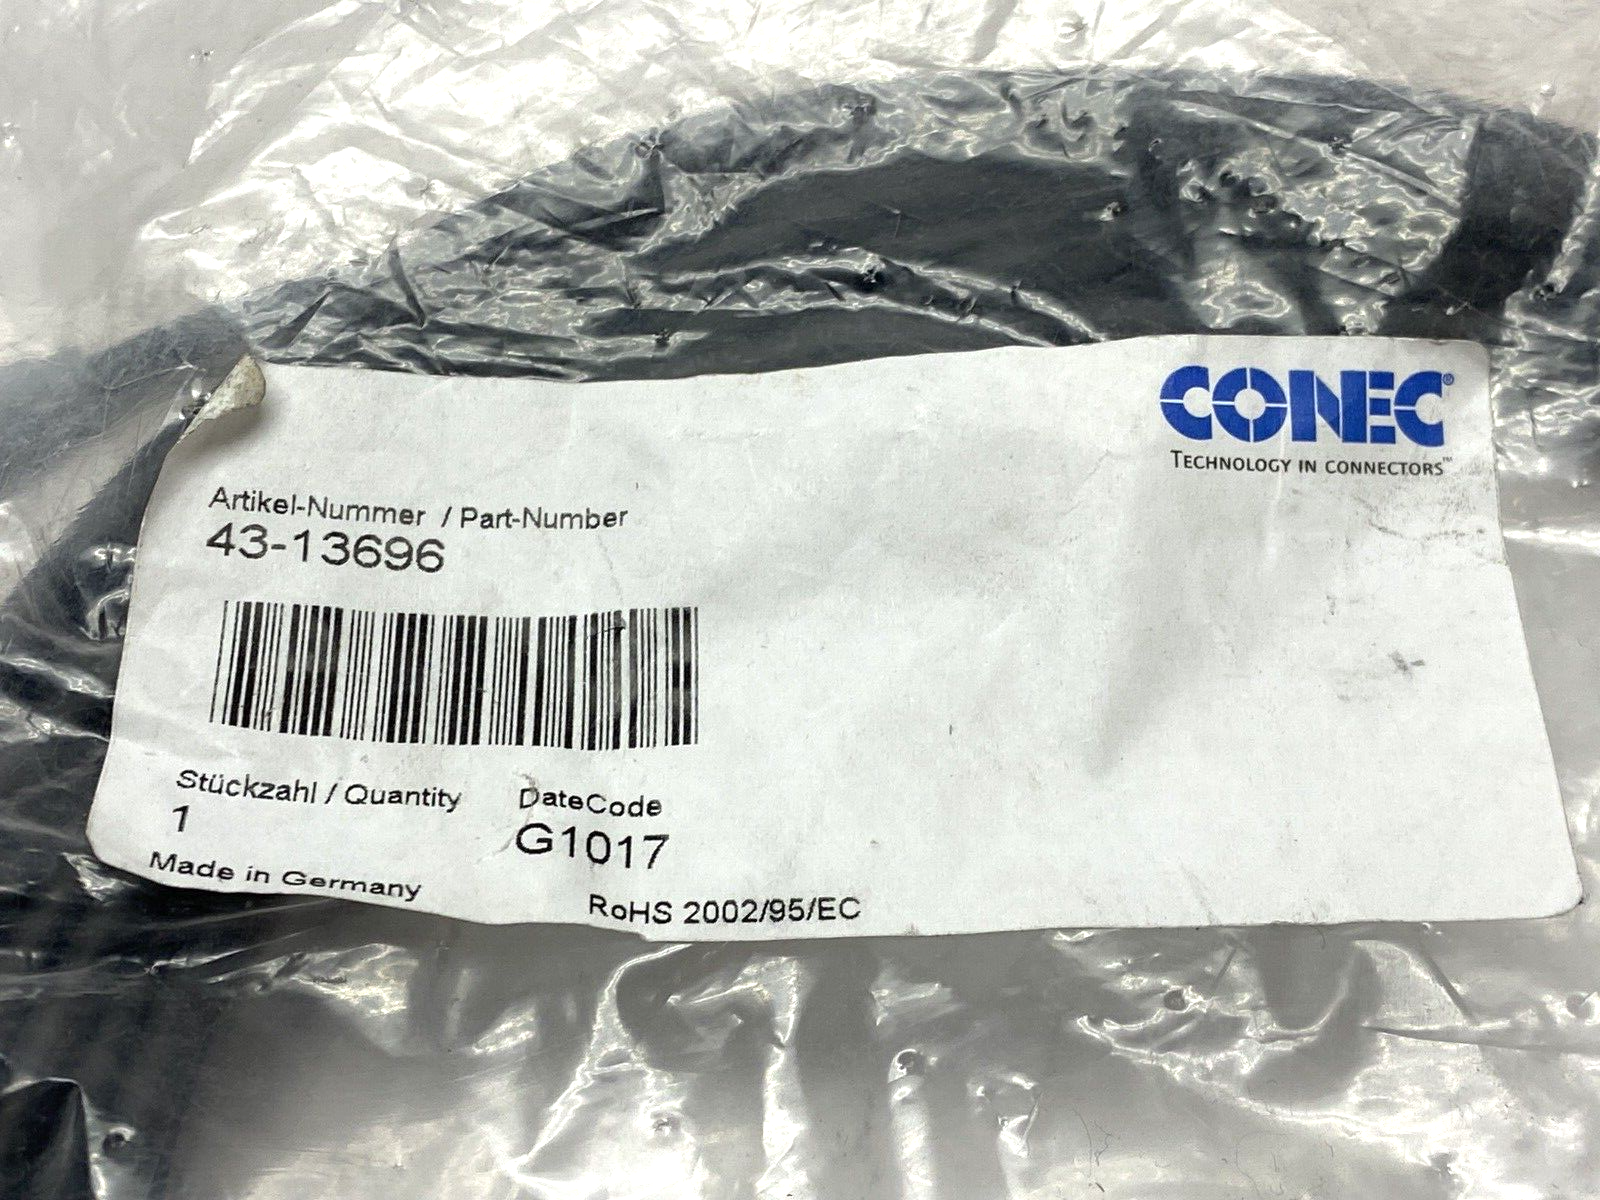 CONEC®
TECHNOLOGY IN CONNECTORS™
Artikel-Nummer / Part-Number
43-13696
Stückzahl / Quantity DateCode
1 G1017
Made in Germany
RoHS 2002/95/EC